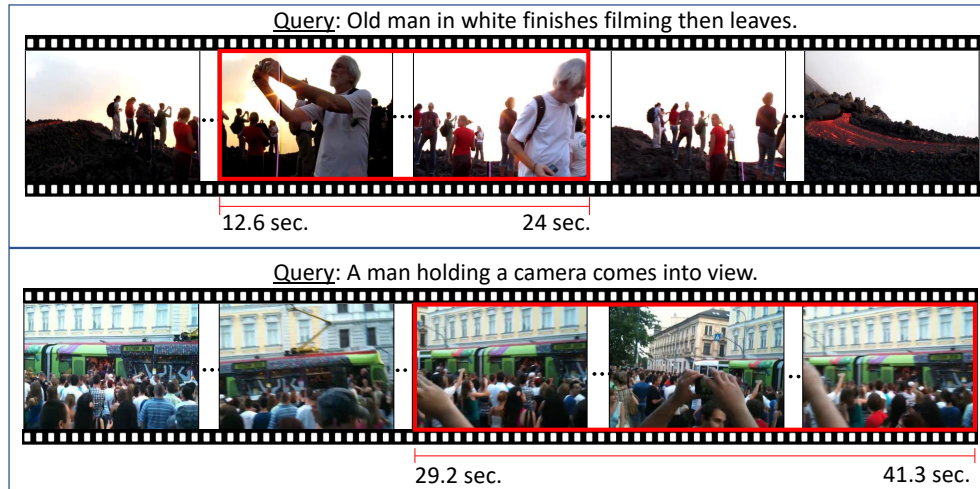 Query: Old man in white finishes filming then leaves.
... ... ... ...
12.6 sec. 24 sec.
Query: A man holding a camera comes into view.
... ... ... ..
29.2 sec. 41.3 sec.